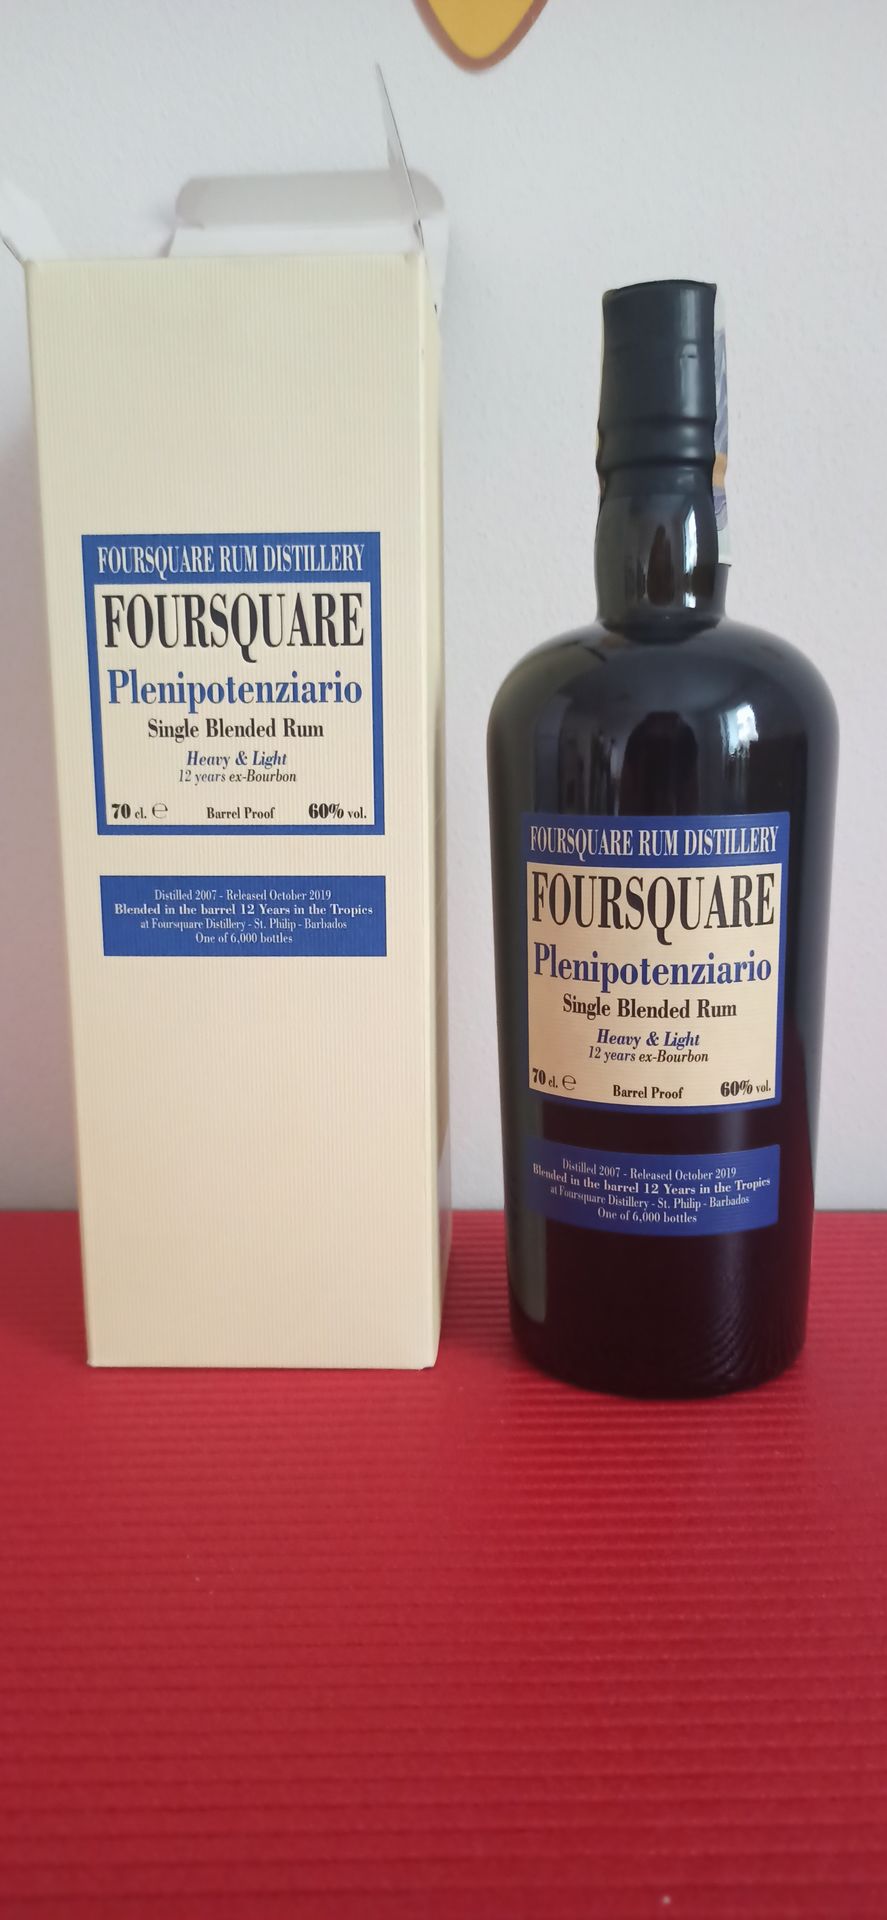 FOURSQUARE RUM DISTILLERY
FOURSQUARE
Plenipotenziario
Single Blended Rum
Heavy & Light
12 years ex-Bourbon
70 cl. ℮ Barrel Proof 60% vol.
Distilled 2007 - Released October 2019
Blended in the barrel 12 Years in the Tropics
at Foursquare Distillery - St. Philip - Barbados
One of 6,000 bottles
FOURSQUARE RUM DISTILLERY
FOURSQUARE
Plenipotenziario
Single Blended Rum
Heavy & Light
12 years ex-Bourbon
70 cl. ℮ Barrel Proof 60% vol.
Distilled 2007 - Released October 2019
Blended in the barrel 12 Years in the Tropics
at Foursquare Distillery - St. Philip - Barbados
One of 6,000 bottles